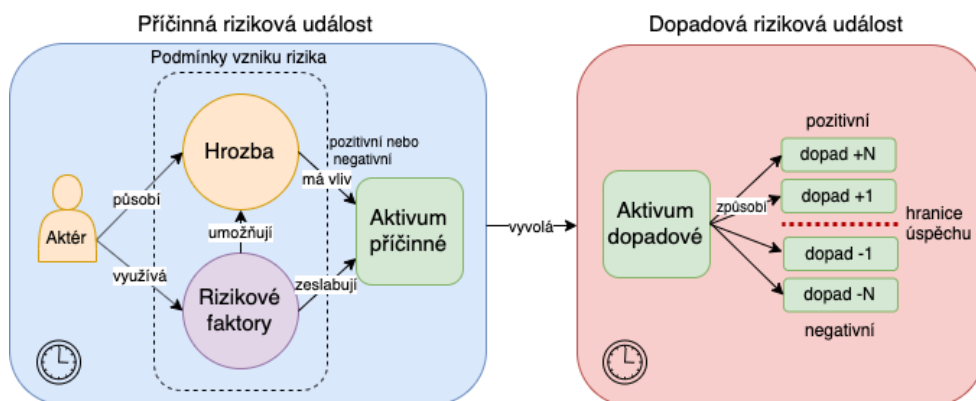 Příčinná riziková událost
Dopadová riziková událost
Podmínky vzniku rizika
Hrozba
pozitivní nebo
negativní
má vliv
působí
Aktér
umožňují
Aktivum
příčinné
využívá
Rizikové
faktory
zeslabují
vyvolá
Aktivum
dopadové
způsobí
pozitivní
dopad +N
dopad +1
hranice
úspěchu
dopad -1
dopad -N
negativní